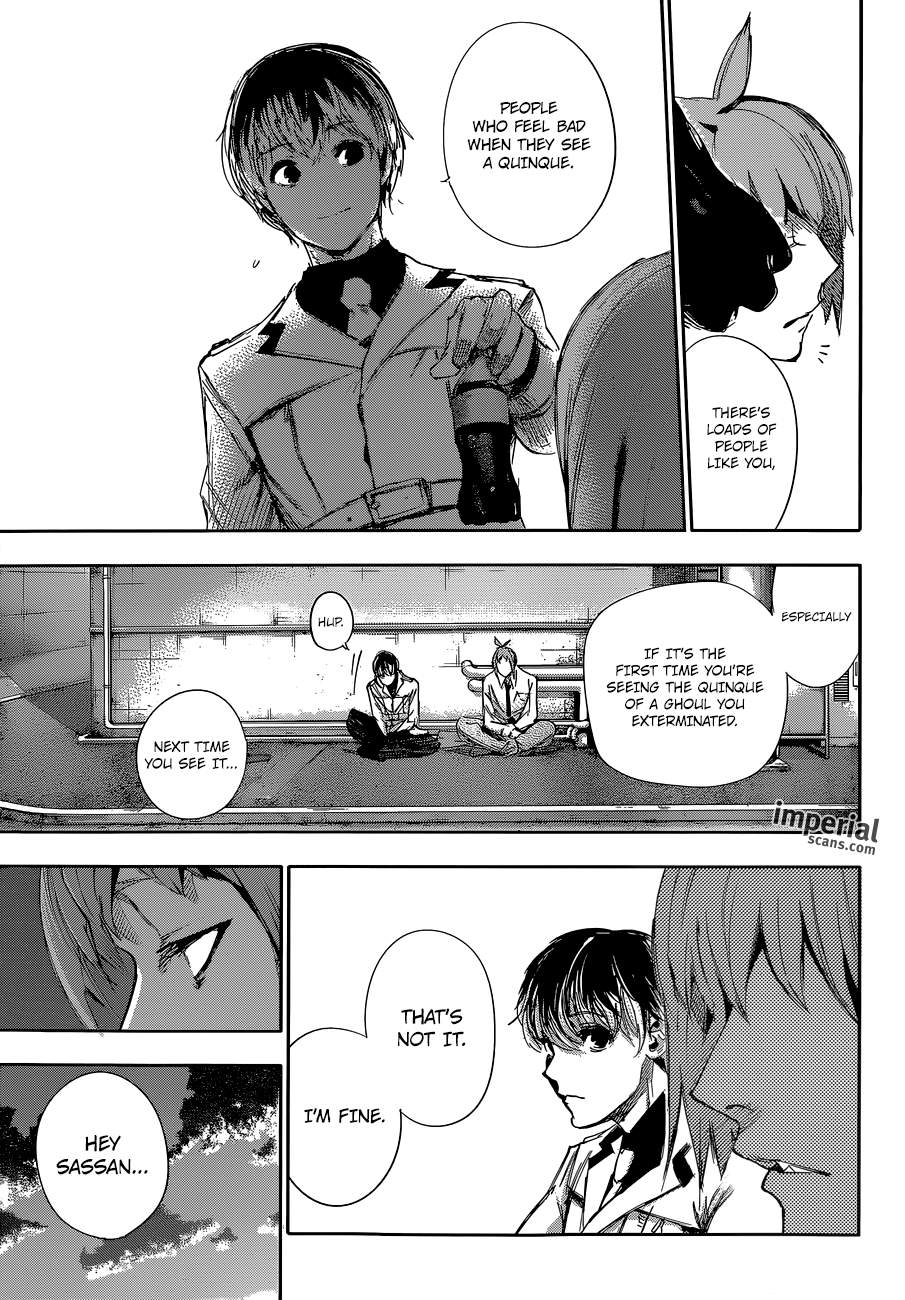 THERE'S
LOADS OF
PEOPLE
LIKE YOU,
PEOPLE
WHO FEEL BAD
WHEN THEY SEE
A QUINQUE.
ESPECIALLY
IF IT'S THE
FIRST TIME YOU'RE
SEEING THE QUINQUE
OF A GHOUL YOU
EXTERMINATED.
HUP.
NEXT TIME
YOU SEE IT...
imperial
scans.com
THAT'S
NOT IT.
I'M FINE.
HEY
SASSAN...